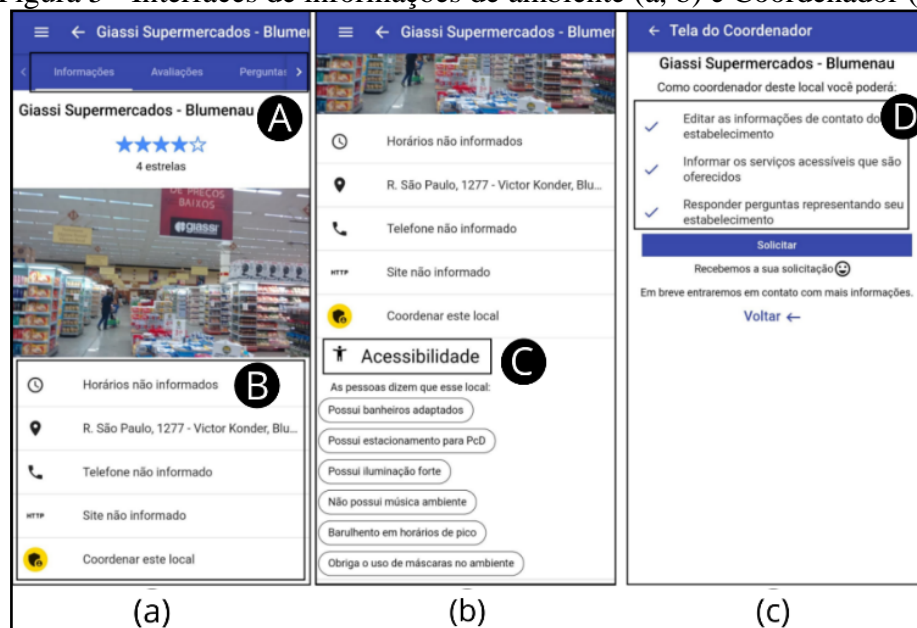 Figura 3 - Interfaces de informações de ambiente (a, b) e Coordenador (
Giassi Supermercados - Blumen
Informações Avaliações Perguntas
Giassi Supermercados - Blumenau
A
4 estrelas
DE PREÇOS
BAIXOS
giassi
Horários não informados
B
R. São Paulo, 1277 - Victor Konder, Blu...
Telefone não informado
HTTP Site não informado
Coordenar este local
(a)
Giassi Supermercados - Blumen
Horários não informados
R. São Paulo, 1277 - Victor Konder, Blu...
Telefone não informado
HTTP Site não informado
Coordenar este local
Acessibilidade
C
As pessoas dizem que esse local:
Possui banheiros adaptados
Possui estacionamento para PcD
Possui iluminação forte
Não possui música ambiente
Barulhento em horários de pico
Obriga o uso de máscaras no ambiente
(b)
Tela do Coordenador
Giassi Supermercados - Blumenau
Como coordenador deste local você poderá:
D
Editar as informações de contato do
estabelecimento
Informar os serviços acessíveis que são
oferecidos
Responder perguntas representando seu
estabelecimento
Solicitar
Recebemos a sua solicitação
Em breve entraremos em contato com mais informações.
Voltar
(c)